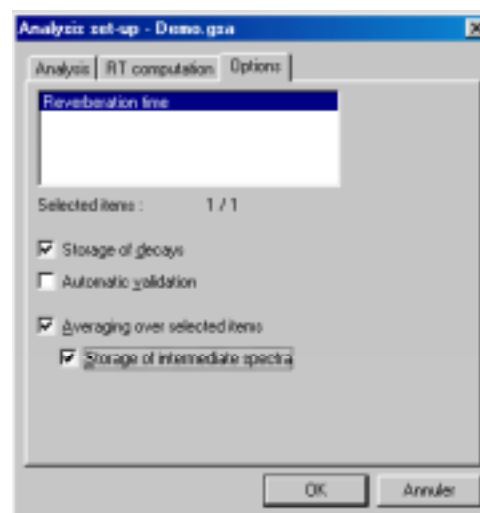 Analysis set-up - Demo.gsa
Analysis RT computation Options
Reverberation time
Selected items : 1 / 1
Storage of decays
Automatic validation
Averaging over selected items
Storage of intermediate spectra
OK Annuler